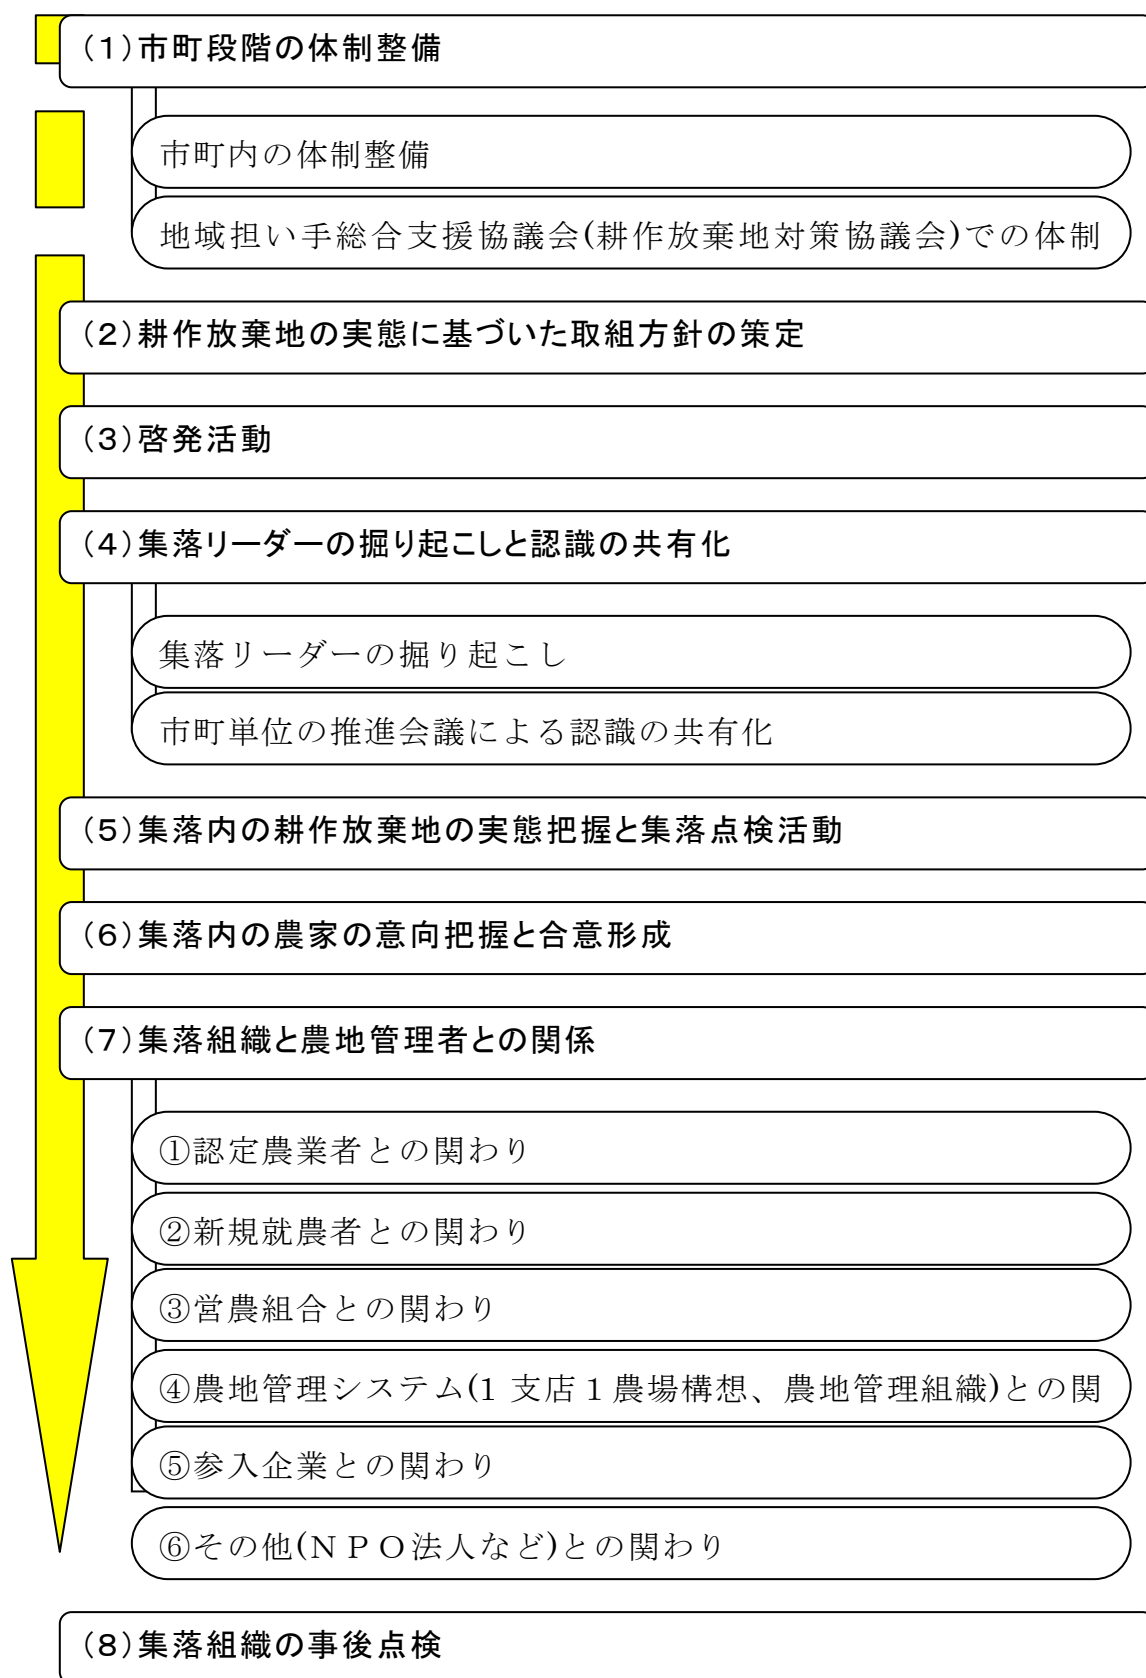 （１）市町段階の体制整備
市町内の体制整備
地域担い手総合支援協議会(耕作放棄地対策協議会)での体制
（２）耕作放棄地の実態に基づいた取組方針の策定
（３）啓発活動
（４）集落リーダーの掘り起こしと認識の共有化
集落リーダーの掘り起こし
市町単位の推進会議による認識の共有化
（５）集落内の耕作放棄地の実態把握と集落点検活動
（６）集落内の農家の意向把握と合意形成
（７）集落組織と農地管理者との関係
①認定農業者との関わり
②新規就農者との関わり
③営農組合との関わり
④農地管理システム(1 支店１農場構想、農地管理組織)との関
⑤参入企業との関わり
⑥その他(ＮＰＯ法人など)との関わり
（８）集落組織の事後点検